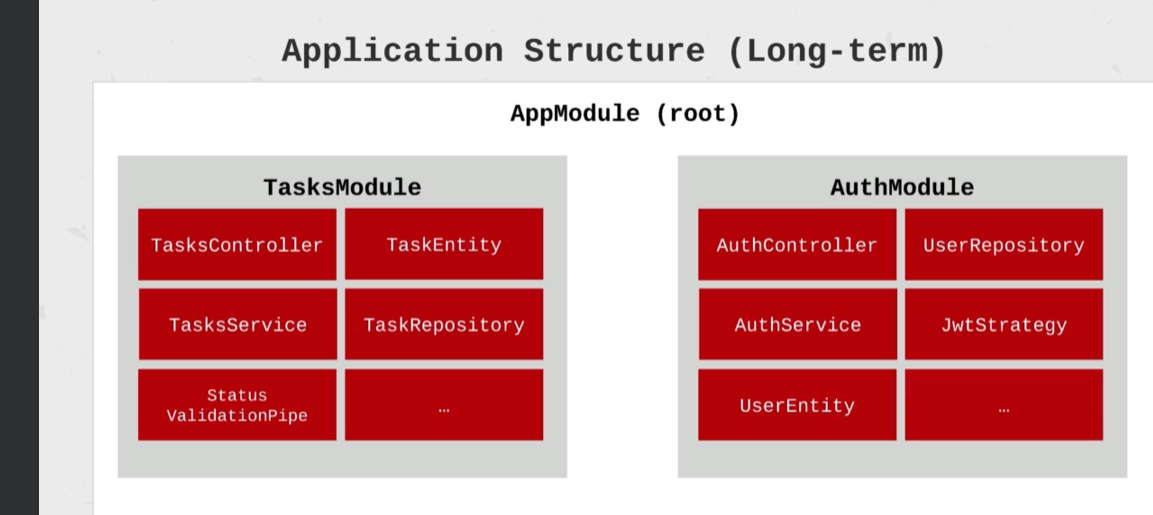 Application Structure (Long-term)
AppModule (root)
TasksModule
TasksController
TaskEntity
TasksService
TaskRepository
Status
ValidationPipe
…
AuthModule
AuthController
UserRepository
AuthService
JwtStrategy
UserEntity
…